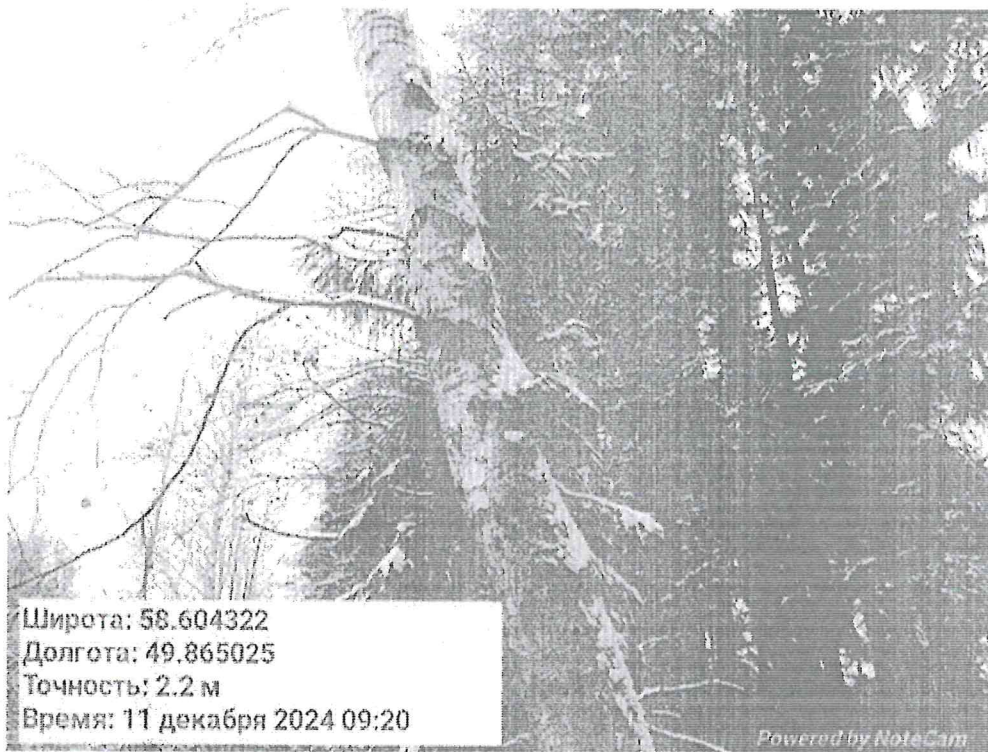 Широта: 58.604322
Долгота: 49.865025
Точность: 2.2 м
Время: 11 декабря 2024 09:20
Powered by NoteCam